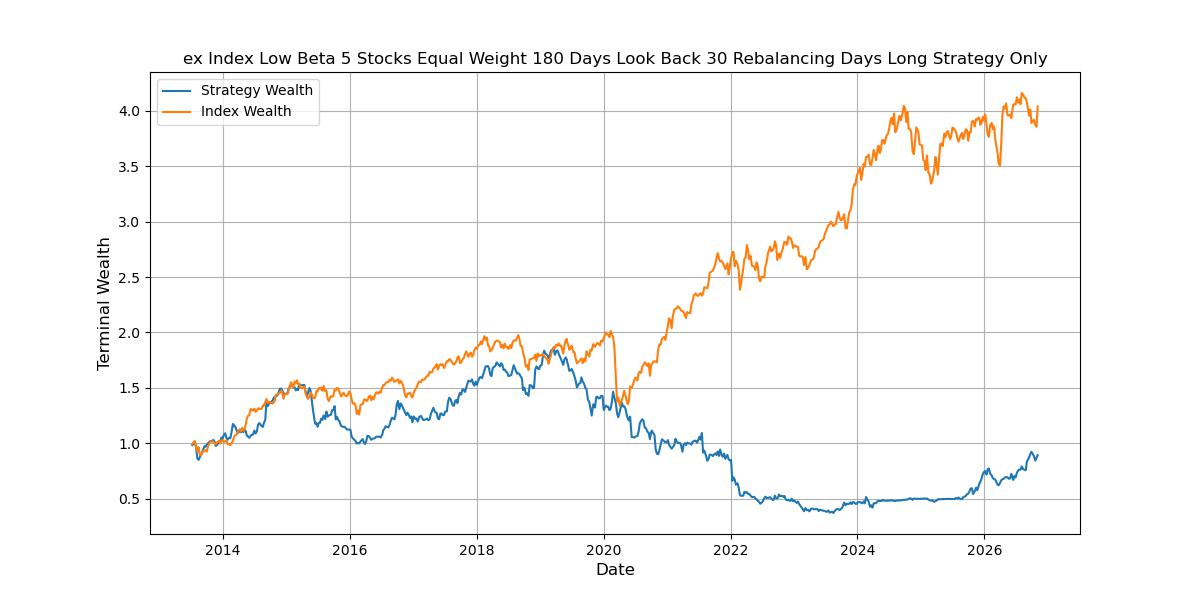 ex Index Low Beta 5 Stocks Equal Weight 180 Days Look Back 30 Rebalancing Days Long Strategy Only
Strategy Wealth
Index Wealth
Terminal Wealth
4.0
3.5
3.0
2.5
2.0
1.5
1.0
0.5
2014 2016 2018 2020 2022 2024 2026
Date